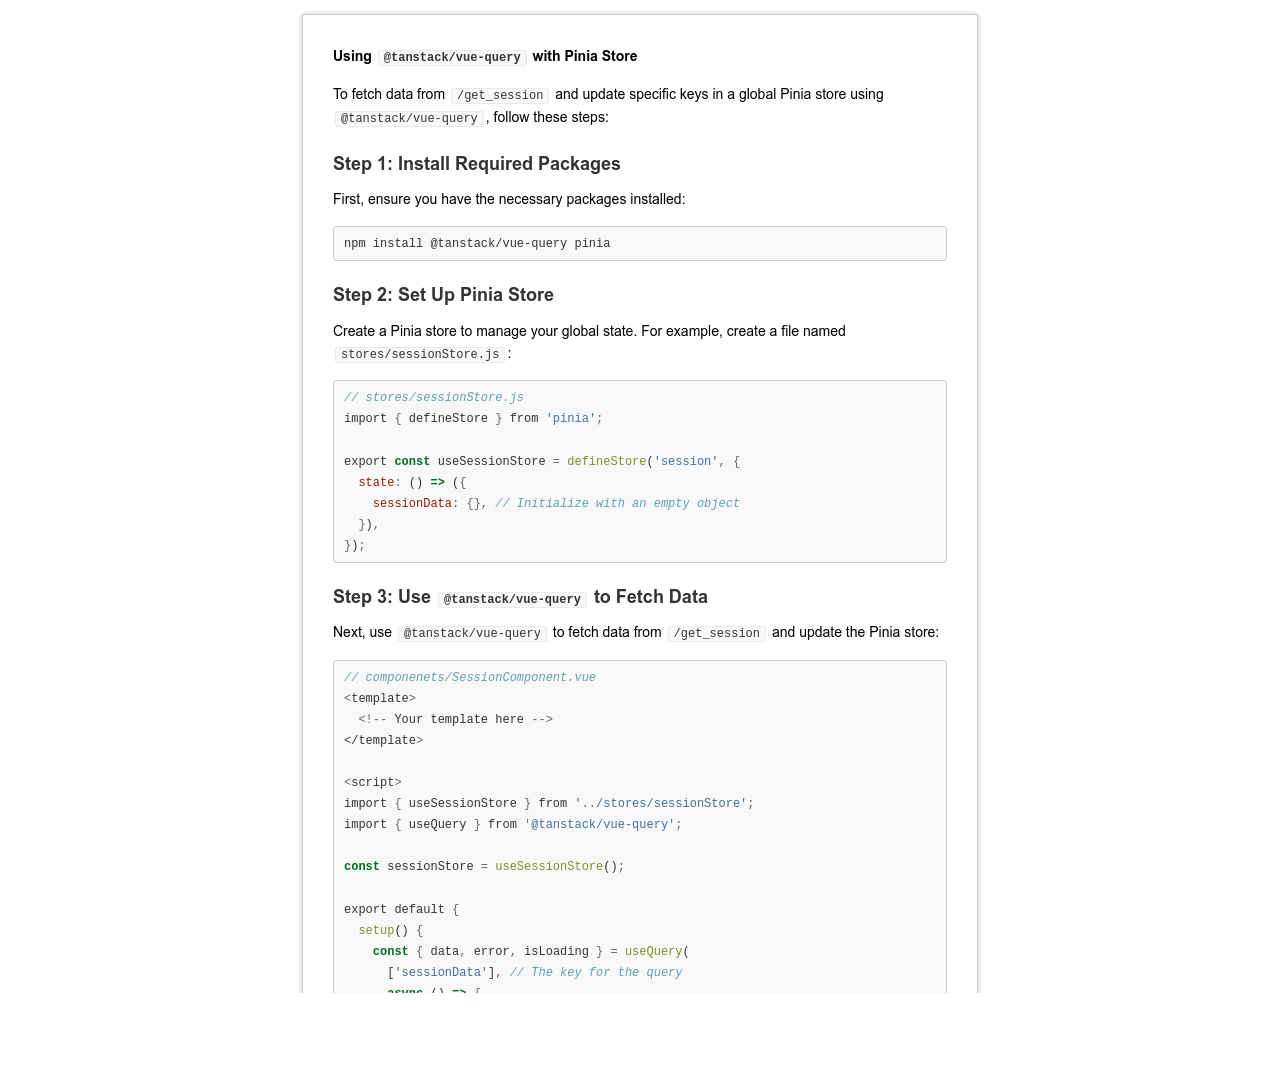 Using @tanstack/vue-query with Pinia Store
To fetch data from /get_session and update specific keys in a global Pinia store using
@tanstack/vue-query, follow these steps:
Step 1: Install Required Packages
First, ensure you have the necessary packages installed:
npm install @tanstack/vue-query pinia
Step 2: Set Up Pinia Store
Create a Pinia store to manage your global state. For example, create a file named
stores/sessionStore.js:
// stores/sessionStore.js
import { defineStore } from 'pinia';
export const useSessionStore = defineStore('session', {
  state: () => ({
    sessionData: {}, // Initialize with an empty object
  }),
});
Step 3: Use @tanstack/vue-query to Fetch Data
Next, use @tanstack/vue-query to fetch data from /get_session and update the Pinia store:
// componenets/SessionComponent.vue
<template>
  <!-- Your template here -->
</template>
<script>
import { useSessionStore } from '../stores/sessionStore';
import { useQuery } from '@tanstack/vue-query';
const sessionStore = useSessionStore();
export default {
  setup() {
    const { data, error, isLoading } = useQuery(
      ['sessionData'], // The key for the query
      async () => {